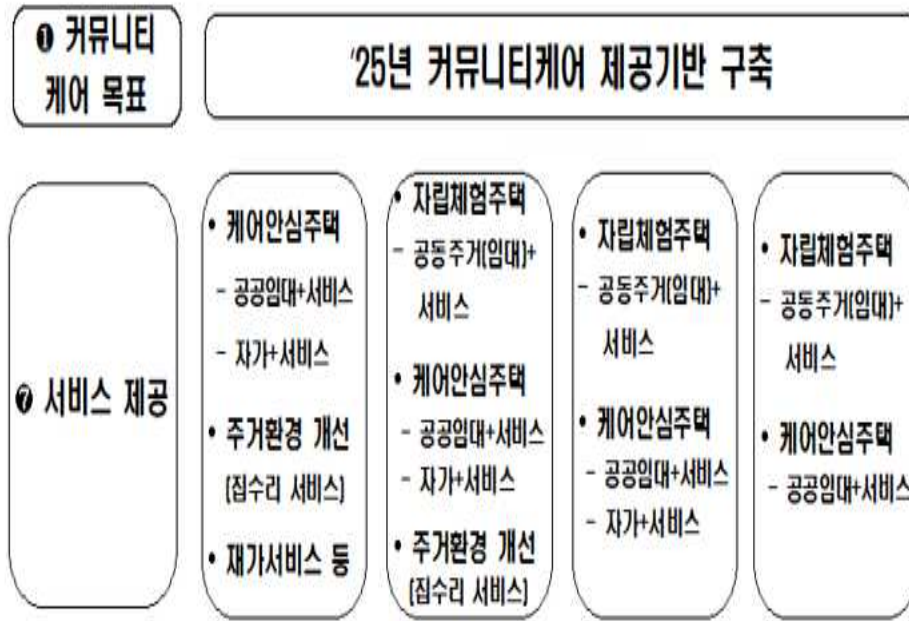 ❶ 커뮤니티
케어 목표
'25년 커뮤니티케어 제공기반 구축
❼ 서비스 제공
• 케어안심주택
- 공공임대+서비스
- 자가+서비스
• 주거환경 개선
(집수리 서비스)
• 재가서비스 등
• 자립체험주택
- 공동주거(임대)+
서비스
• 케어안심주택
- 공공임대+서비스
- 자가+서비스
• 주거환경 개선
(집수리 서비스)
• 자립체험주택
- 공동주거(임대)+
서비스
• 케어안심주택
- 공공임대+서비스
- 자가+서비스
• 자립체험주택
- 공동주거(임대)+
서비스
• 케어안심주택
- 공공임대+서비스